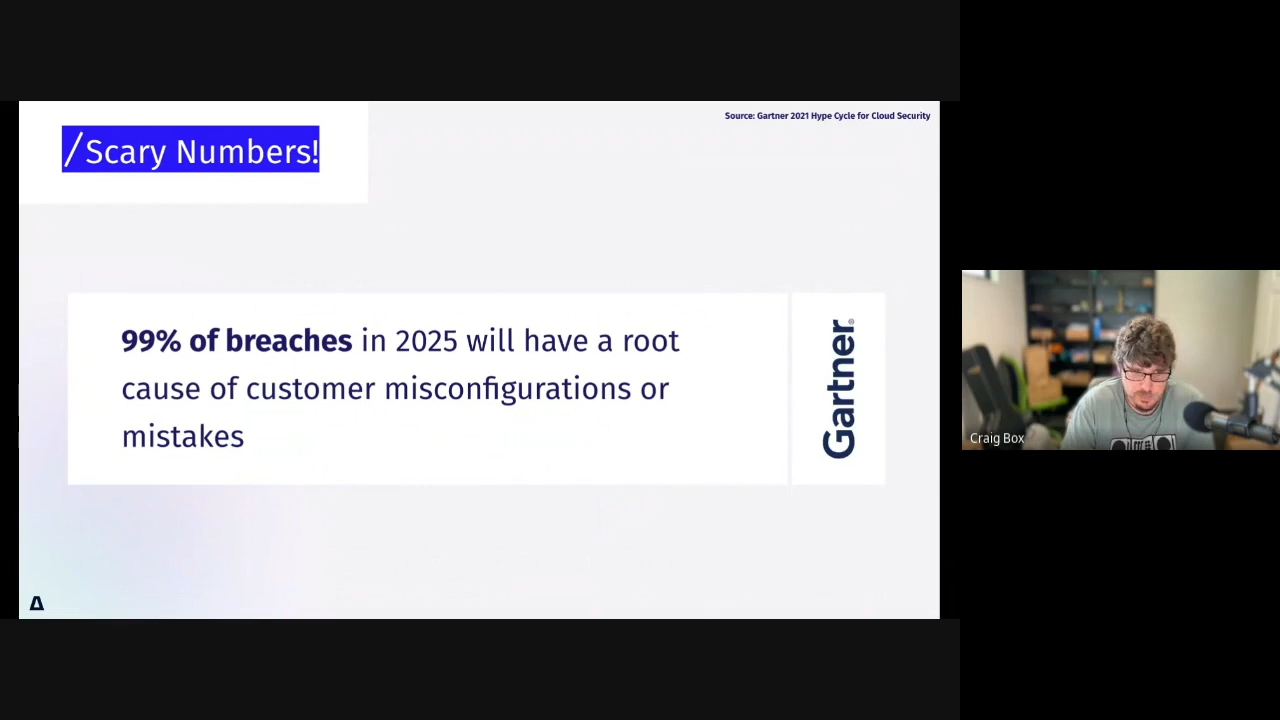 Source: Gartner 2021 Hype Cycle for Cloud Security
/Scary Numbers!
99% of breaches in 2025 will have a root
cause of customer misconfigurations or
mistakes
Gartner®
Craig Box